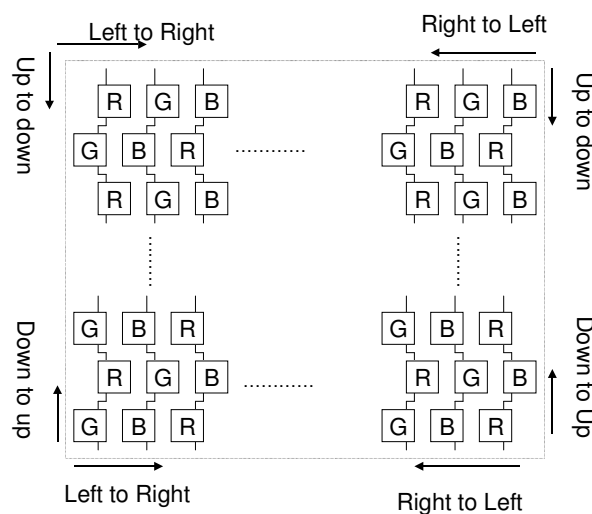 Left to Right
Right to Left
Up to down
Up to down
R G B R G B
G B R ............ G B R
R G B R G B
G B R G B R
R G B ............ R G B
G B R G B R
Down to up
Down to Up
Left to Right
Right to Left